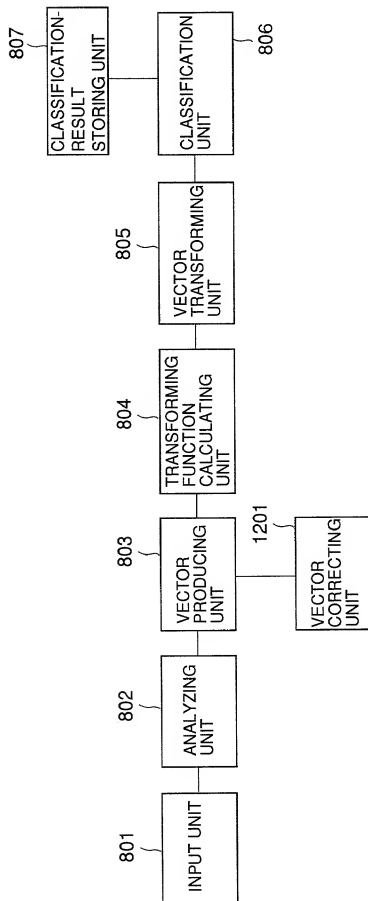 801
INPUT UNIT
802
ANALYZING
UNIT
803
VECTOR
PRODUCING
UNIT
1201
VECTOR
CORRECTING
UNIT
804
TRANSFORMING
FUNCTION
CALCULATING
UNIT
805
VECTOR
TRANSFORMING
UNIT
806
CLASSIFICATION
UNIT
807
CLASSIFICATION-
RESULT
STORING UNIT